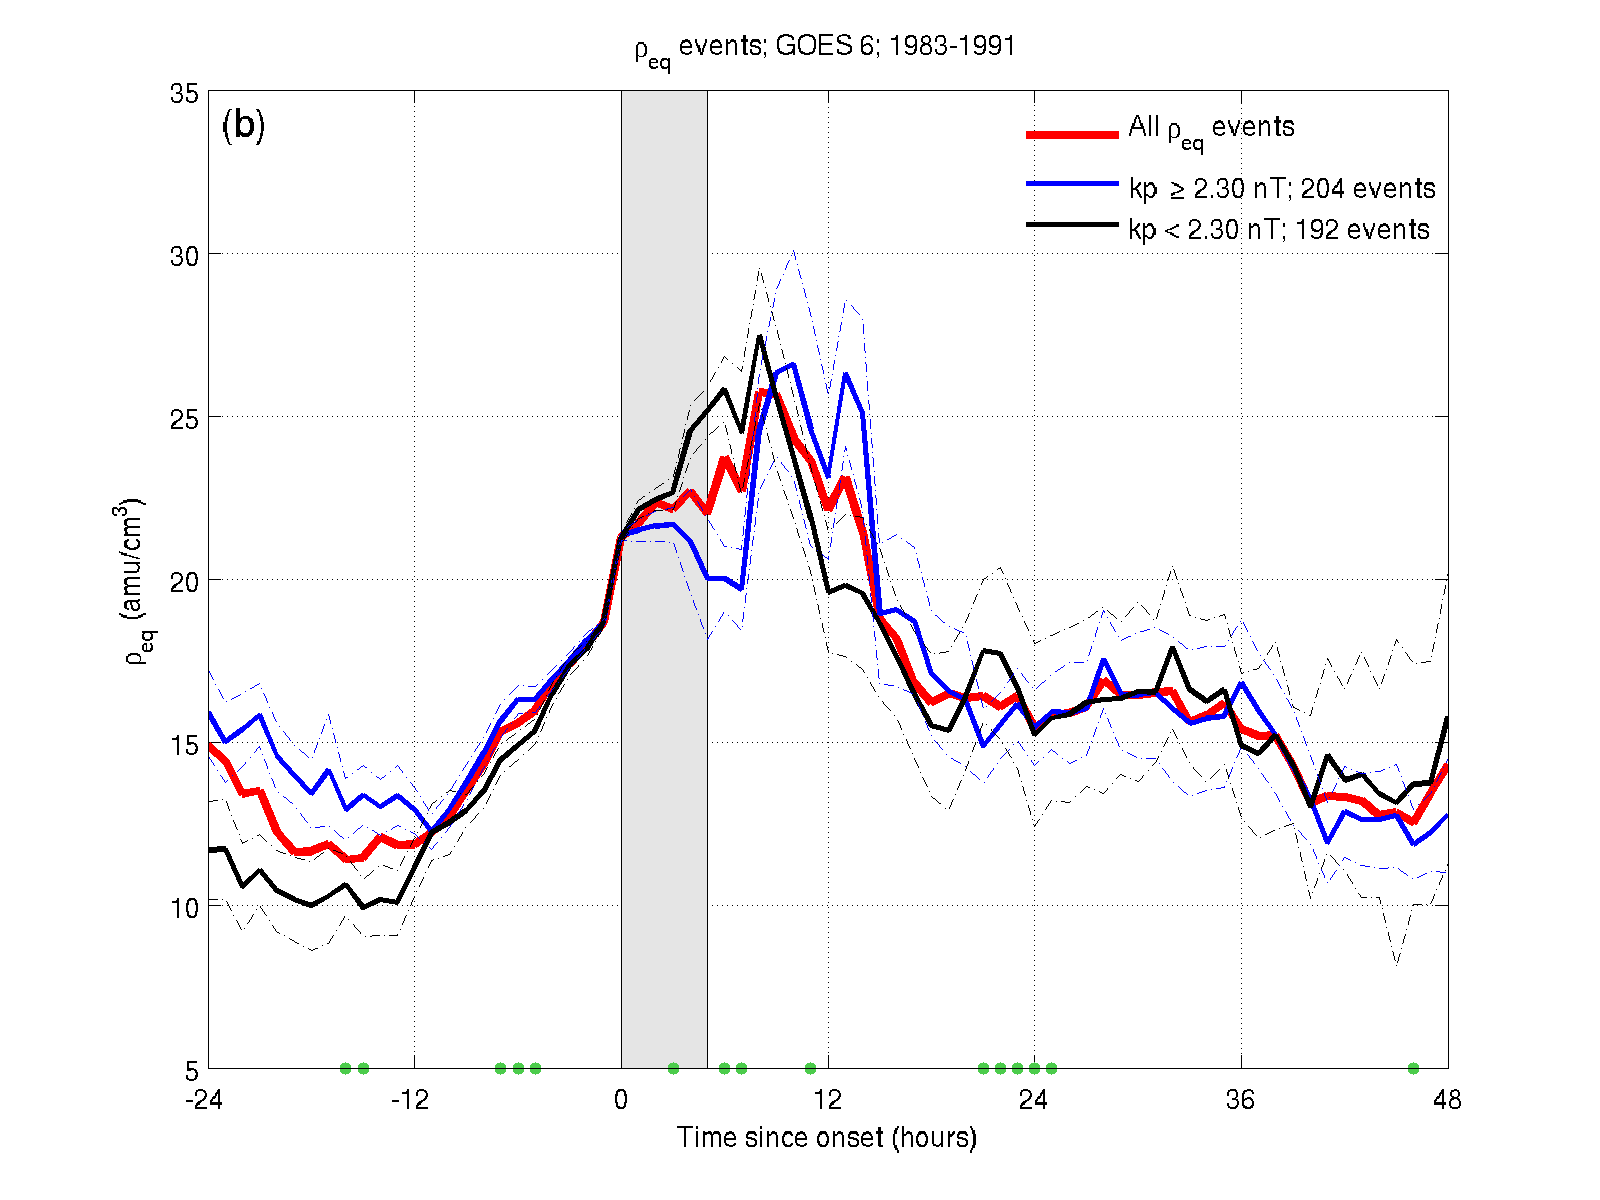 ρeq events; GOES 6; 1983-1991
(b)
All ρeq events
kp ≥ 2.30 nT; 204 events
kp < 2.30 nT; 192 events
35
30
25
20
15
10
5
ρeq (amu/cm³)
-24 -12 0 12 24 36 48
Time since onset (hours)